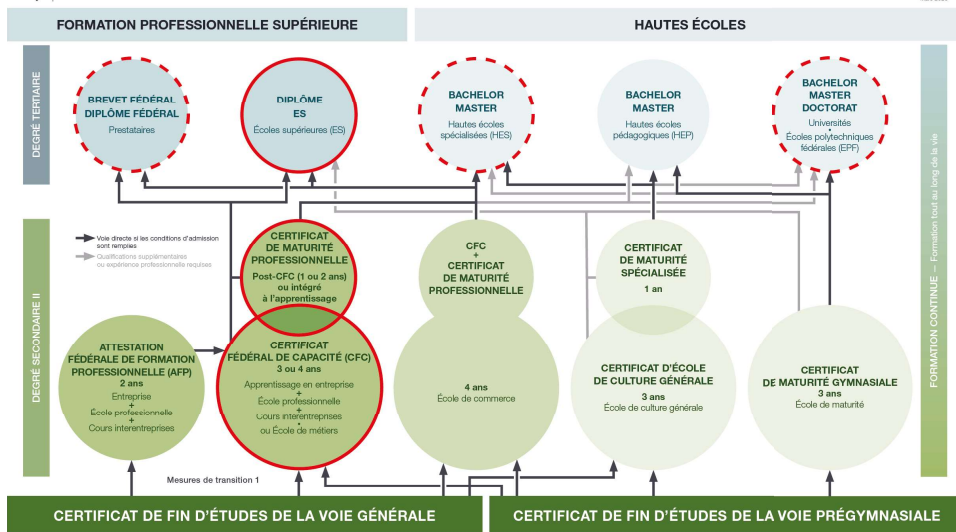 FORMATION PROFESSIONNELLE SUPÉRIEURE
HAUTES ÉCOLES
DEGRÉ TERTIAIRE
BREVET FÉDÉRAL
DIPLÔME FÉDÉRAL
Prestataires
DIPLÔME
ES
Écoles supérieures (ES)
BACHELOR
MASTER
Hautes écoles
spécialisées (HES)
BACHELOR
MASTER
Hautes écoles
pédagogiques (HEP)
BACHELOR
MASTER
DOCTORAT
Universités
•
Écoles polytechniques
fédérales (EPF)
FORMATION CONTINUE — Formation tout au long de la vie
DEGRÉ SECONDAIRE II
Voie directe si les conditions d'admission
sont remplies
Qualifications supplémentaires
ou expérience professionnelle requises
CERTIFICAT
DE MATURITÉ
PROFESSIONNELLE
Post-CFC (1 ou 2 ans)
ou intégré
à l'apprentissage
CFC
+
CERTIFICAT
DE MATURITÉ
PROFESSIONNELLE
CERTIFICAT
DE MATURITÉ
SPÉCIALISÉE
1 an
ATTESTATION
FÉDÉRALE DE FORMATION
PROFESSIONNELLE (AFP)
2 ans
Entreprise
+
École professionnelle
+
Cours interentreprises
CERTIFICAT
FÉDÉRAL DE CAPACITÉ (CFC)
3 ou 4 ans
Apprentissage en entreprise
+
École professionnelle
+
Cours interentreprises
•
ou École de métiers
4 ans
École de commerce
CERTIFICAT D'ÉCOLE
DE CULTURE GÉNÉRALE
3 ans
École de culture générale
CERTIFICAT
DE MATURITÉ GYMNASIALE
3 ans
École de maturité
Mesures de transition 1
CERTIFICAT DE FIN D'ÉTUDES DE LA VOIE GÉNÉRALE
CERTIFICAT DE FIN D'ÉTUDES DE LA VOIE PRÉGYMNASIALE